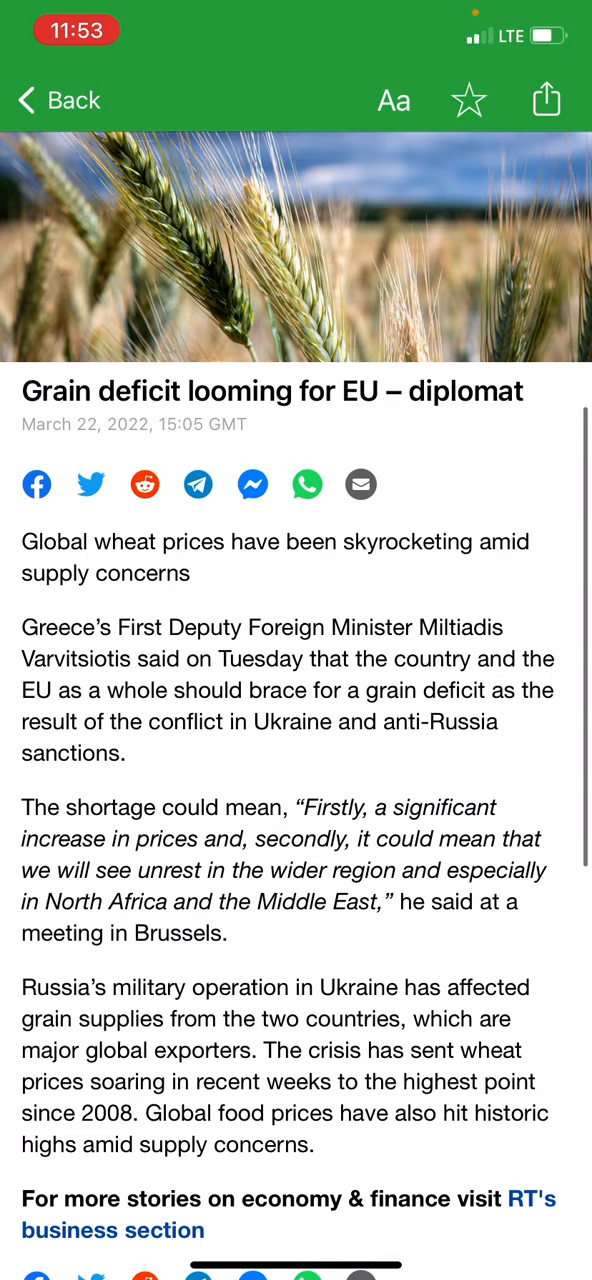 11:53
LTE
Back
Aa
Grain deficit looming for EU – diplomat
March 22, 2022, 15:05 GMT
Global wheat prices have been skyrocketing amid
supply concerns
Greece’s First Deputy Foreign Minister Miltiadis
Varvitsiotis said on Tuesday that the country and the
EU as a whole should brace for a grain deficit as the
result of the conflict in Ukraine and anti-Russia
sanctions.
The shortage could mean, “Firstly, a significant
increase in prices and, secondly, it could mean that
we will see unrest in the wider region and especially
in North Africa and the Middle East,” he said at a
meeting in Brussels.
Russia’s military operation in Ukraine has affected
grain supplies from the two countries, which are
major global exporters. The crisis has sent wheat
prices soaring in recent weeks to the highest point
since 2008. Global food prices have also hit historic
highs amid supply concerns.
For more stories on economy & finance visit RT's
business section